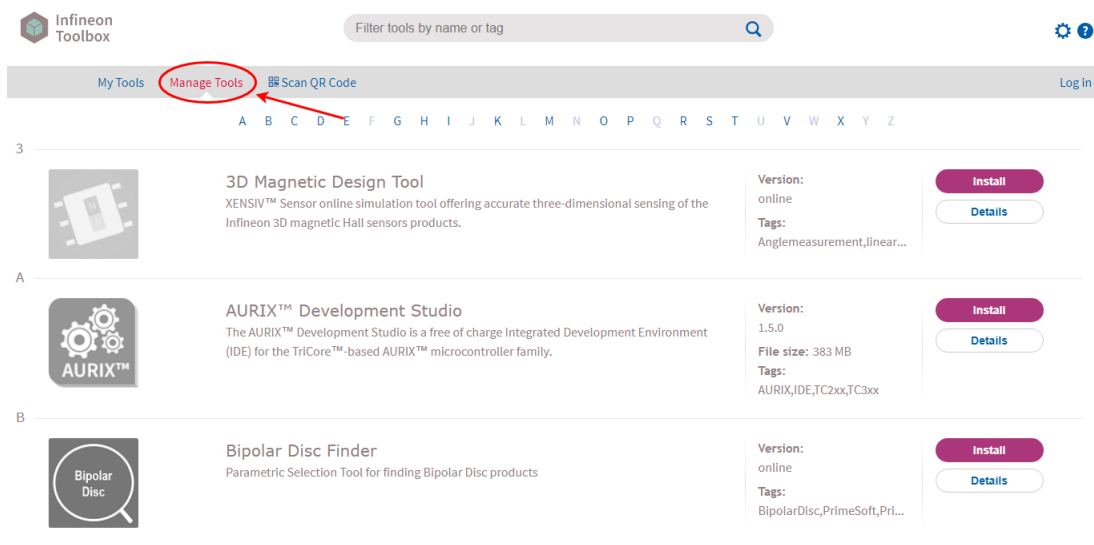 Infineon
Toolbox
Filter tools by name or tag
My Tools Manage Tools Scan QR Code Log in
A B C D E F G H I J K L M N O P Q R S T U V W X Y Z
3
3D Magnetic Design Tool
XENSIV™ Sensor online simulation tool offering accurate three-dimensional sensing of the
Infineon 3D magnetic Hall sensors products.
Version:
online
Tags:
Anglemeasurement,linear...
Install
Details
A
AURIX™
AURIX™ Development Studio
The AURIX™ Development Studio is a free of charge Integrated Development Environment
(IDE) for the TriCore™-based AURIX™ microcontroller family.
Version:
1.5.0
File size: 383 MB
Tags:
AURIX,IDE,TC2xx,TC3xx
Install
Details
B
Bipolar
Disc
Bipolar Disc Finder
Parametric Selection Tool for finding Bipolar Disc products
Version:
online
Tags:
BipolarDisc,PrimeSoft,Pri...
Install
Details